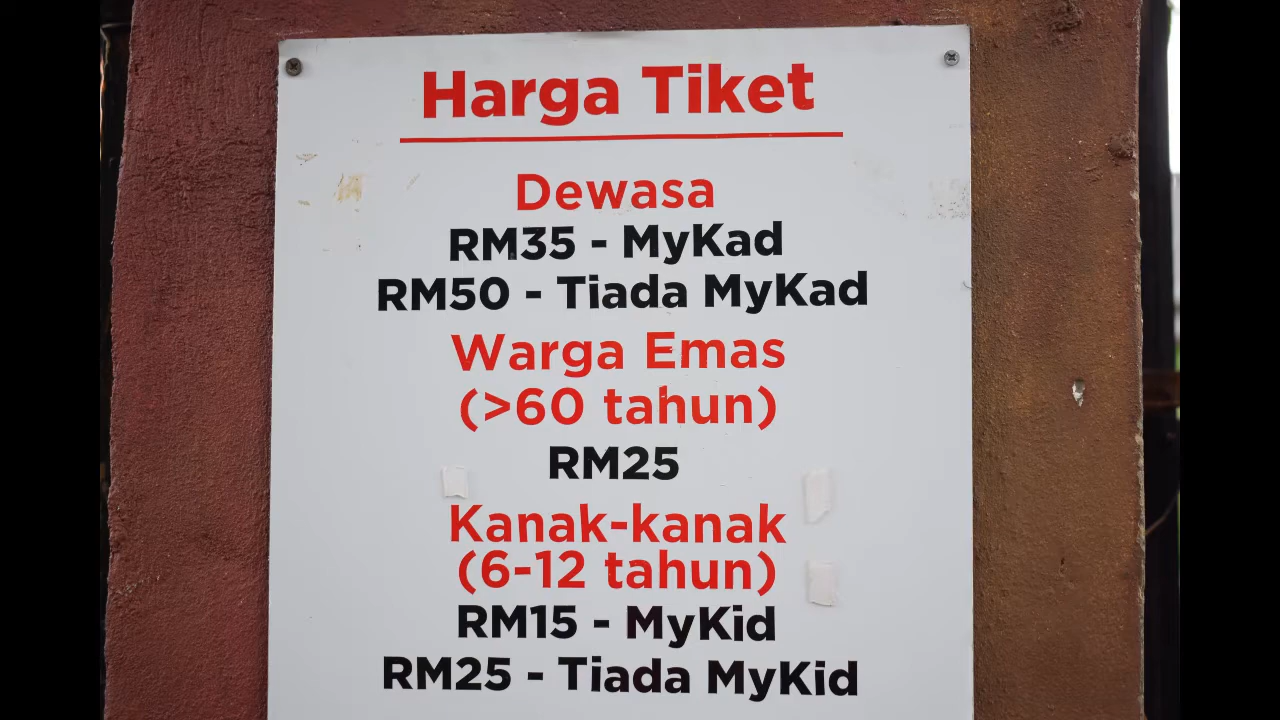 Harga Tiket
Dewasa
RM35 - MyKad
RM50 - Tiada MyKad
Warga Emas
(>60 tahun)
RM25
Kanak-kanak
(6-12 tahun)
RM15 - MyKid
RM25 - Tiada MyKid